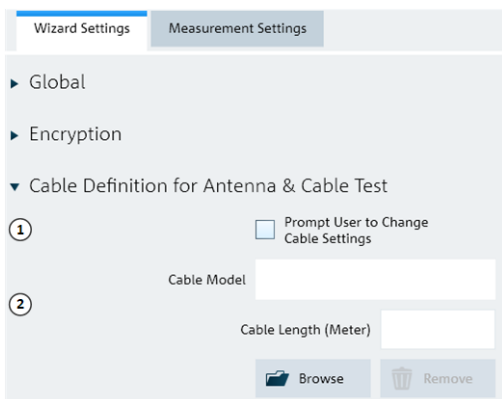 Wizard Settings Measurement Settings
Global
Encryption
Cable Definition for Antenna & Cable Test
1
Prompt User to Change
Cable Settings
Cable Model
2
Cable Length (Meter)
Browse Remove